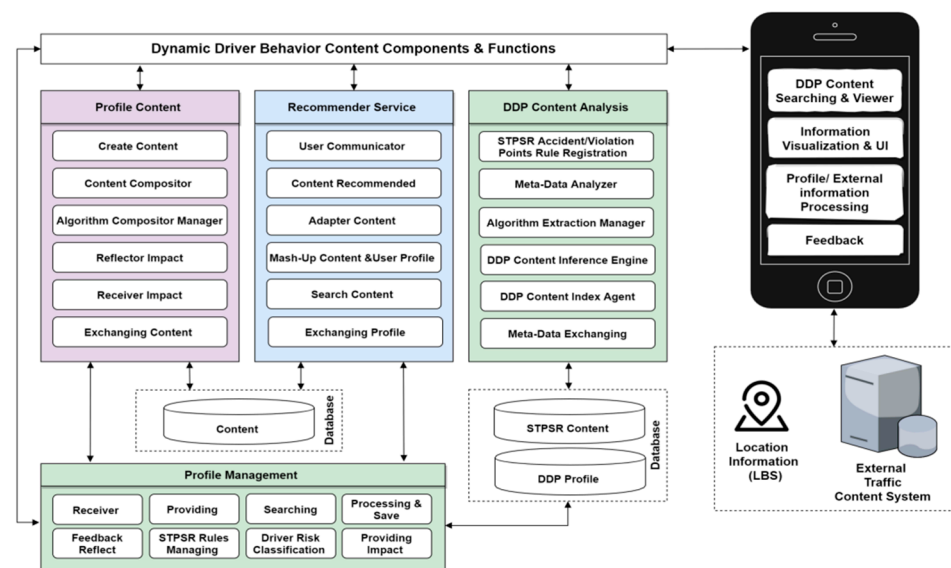 Dynamic Driver Behavior Content Components & Functions
Profile Content
Create Content
Content Compositor
Algorithm Compositor Manager
Reflector Impact
Receiver Impact
Exchanging Content
Recommender Service
User Communicator
Content Recommended
Adapter Content
Mash-Up Content &User Profile
Search Content
Exchanging Profile
DDP Content Analysis
STPSR Accident/Violation
Points Rule Registration
Meta-Data Analyzer
Algorithm Extraction Manager
DDP Content Inference Engine
DDP Content Index Agent
Meta-Data Exchanging
DDP Content
Searching & Viewer
Information
Visualization & UI
Profile/ External
information
Processing
Feedback
Content
Database
STPSR Content
DDP Profile
Database
Location
Information
(LBS)
External
Traffic
Content System
Profile Management
Receiver
Providing
Searching
Processing &
Save
Feedback
Reflect
STPSR Rules
Managing
Driver Risk
Classification
Providing
Impact